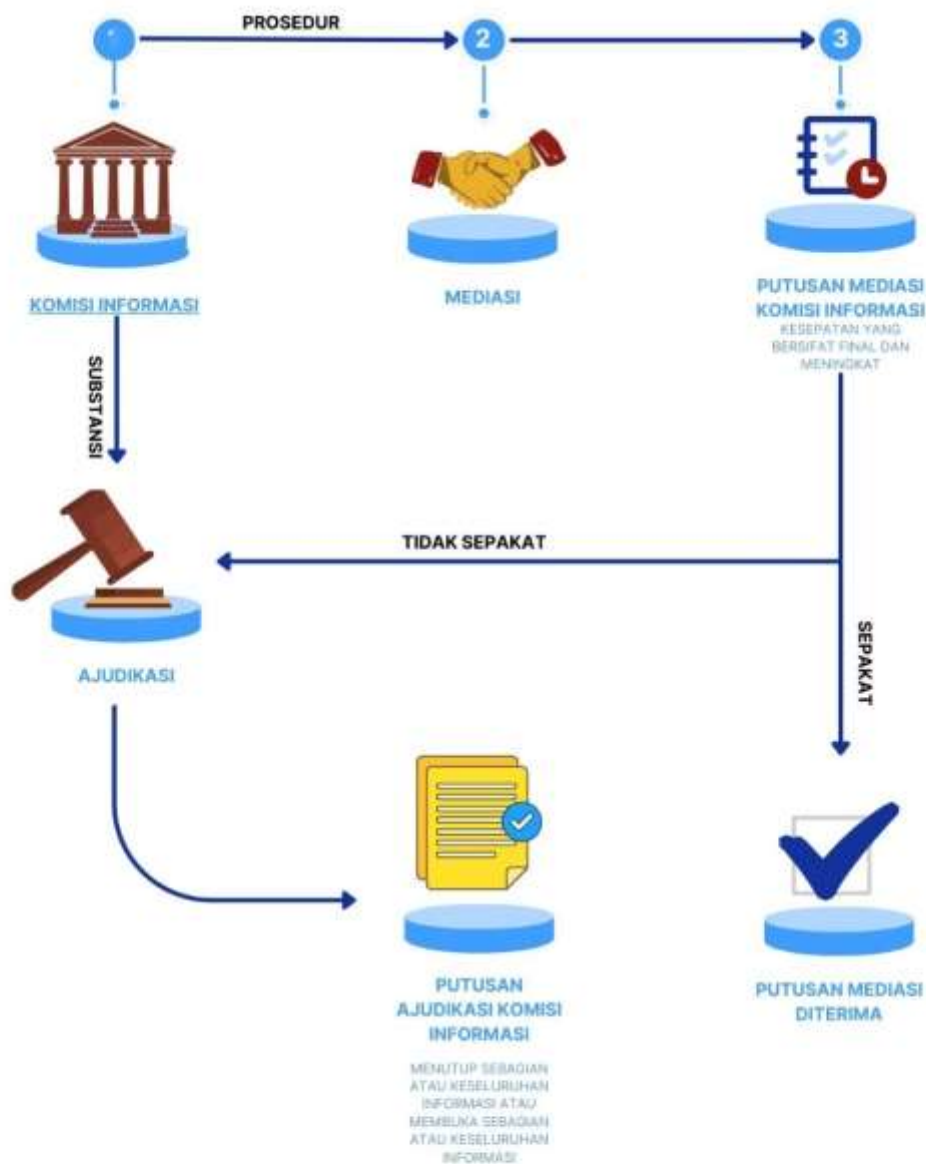 PROSEDUR
2
3
KOMISI INFORMASI
MEDIASI
PUTUSAN MEDIASI
KOMISI INFORMASI
KESEPATAN YANG
BERSIFAT FINAL DAN
MENINGKAT
SUBSTANSI
TIDAK SEPAKAT
SEPAKAT
AJUDIKASI
PUTUSAN
AJUDIKASI KOMISI
INFORMASI
MENUTUP SEBAGIAN
ATAU KESELURUHAN
INFORMASI ATAU
MEMBUKA SEBAGIAN
ATAU KESELURUHAN
INFORMASI
PUTUSAN MEDIASI
DITERIMA